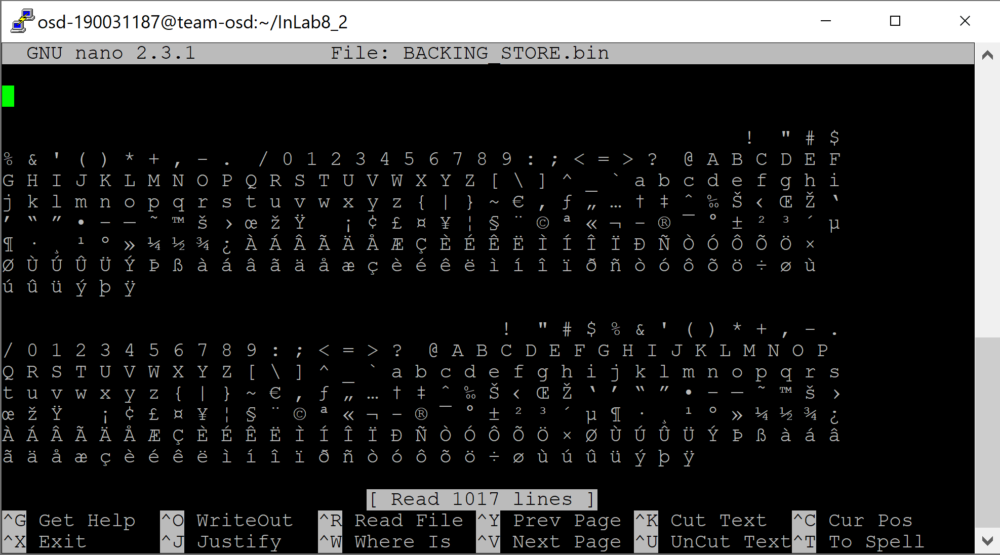 osd-190031187@team-osd:~/InLab8_2
GNU nano 2.3.1 File: BACKING_STORE.bin
! " # $
% & ' ( ) * + , - . / 0 1 2 3 4 5 6 7 8 9 : ; < = > ? @ A B C D E F
G H I J K L M N O P Q R S T U V W X Y Z [ \ ] ^ _ ` a b c d e f g h i
j k l m n o p q r s t u v w x y z { | } ~ € ‚ ƒ „ … † ‡ ˆ ‰ Š ‹ Œ Ž ‘
’ “ ” • – — ˜ ™ š › œ ž Ÿ ¡ ¢ £ ¤ ¥ ¦ § ¨ © ª « ¬ - ® ¯ ° ± ² ³ ´ µ
¶ · ¸ ¹ º » ¼ ½ ¾ ¿ À Á Â Ã Ä Å Æ Ç È É Ê Ë Ì Í Î Ï Ð Ñ Ò Ó Ô Õ Ö ×
Ø Ù Ú Û Ü Ý Þ ß à á â ã ä å æ ç è é ê ë ì í î ï ð ñ ò ó ô õ ö ÷ ø ù
ú û ü ý þ ÿ
! " # $ % & ' ( ) * + , - .
/ 0 1 2 3 4 5 6 7 8 9 : ; < = > ? @ A B C D E F G H I J K L M N O P
Q R S T U V W X Y Z [ \ ] ^ _ ` a b c d e f g h i j k l m n o p q r s
t u v w x y z { | } ~ € ‚ ƒ „ … † ‡ ˆ ‰ Š ‹ Œ Ž ‘ ’ “ ” • – — ˜ ™ š ›
œ ž Ÿ ¡ ¢ £ ¤ ¥ ¦ § ¨ © ª « ¬ - ® ¯ ° ± ² ³ ´ µ ¶ · ¸ ¹ º » ¼ ½ ¾ ¿
À Á Â Ã Ä Å Æ Ç È É Ê Ë Ì Í Î Ï Ð Ñ Ò Ó Ô Õ Ö × Ø Ù Ú Û Ü Ý Þ ß à á â
ã ä å æ ç è é ê ë ì í î ï ð ñ ò ó ô õ ö ÷ ø ù ú û ü ý þ ÿ
[ Read 1017 lines ]
^G Get Help ^O WriteOut ^R Read File ^Y Prev Page ^K Cut Text ^C Cur Pos
^X Exit ^J Justify ^W Where Is ^V Next Page ^U UnCut Text ^T To Spell